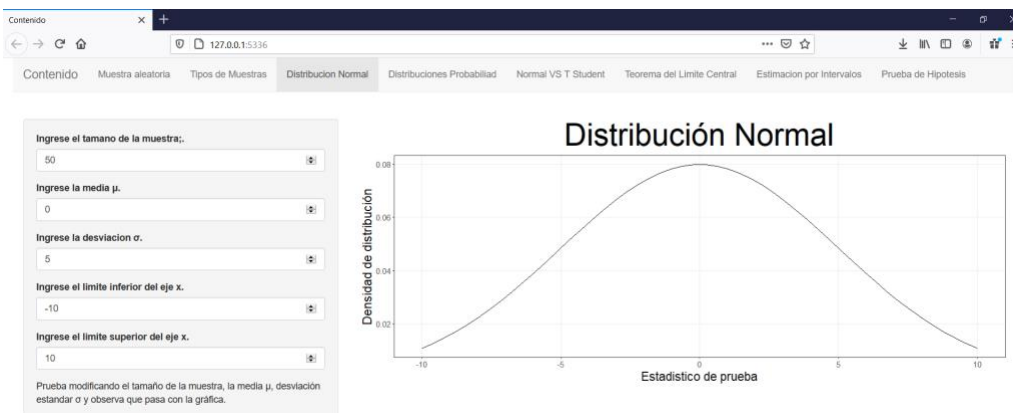 Contenido
127.0.0.1:5336
Contenido Muestra aleatoria Tipos de Muestras Distribucion Normal Distribuciones Probabiliad Normal VS T Student Teorema del Limite Central Estimacion por Intervalos Prueba de Hipotesis
Ingrese el tamano de la muestra;.
50
Ingrese la media μ.
0
Ingrese la desviacion σ.
5
Ingrese el limite inferior del eje x.
-10
Ingrese el limite superior del eje x.
10
Prueba modificando el tamaño de la muestra, la media μ, desviación
estandar σ y observa que pasa con la gráfica.
Distribución Normal
Densidad de distribución
0.08
0.06
0.04
0.02
-10 -5 0 5 10
Estadistico de prueba